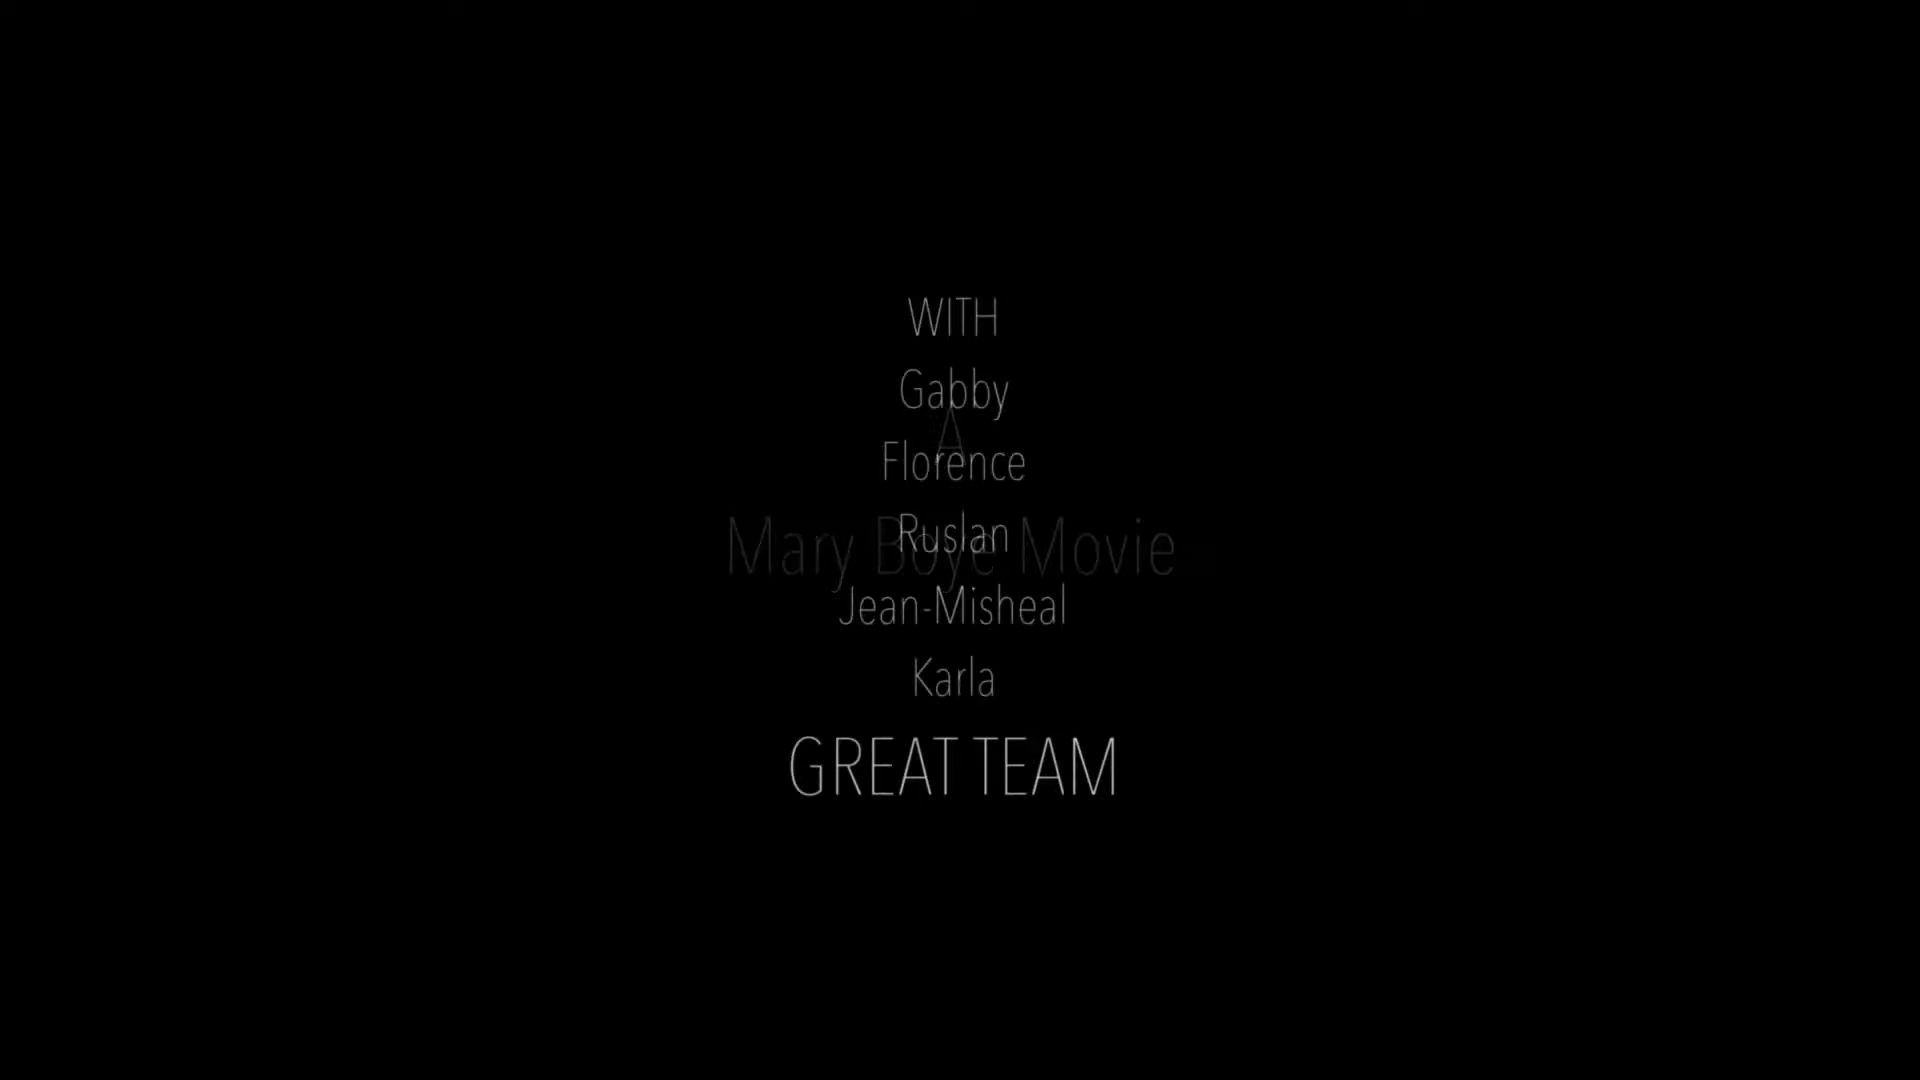 WITH
Gabby
A
Florence
Ruslan
Mary Boye Movie
Jean-Misheal
Karla
GREAT TEAM